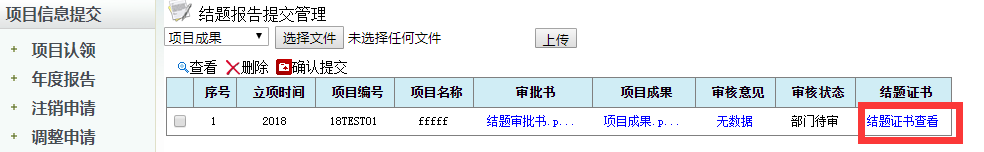 项目信息提交
结题报告提交管理
项目成果 选择文件 未选择任何文件 上传
项目认领
年度报告
注销申请
调整申请
查看 删除 确认提交
序号 立项时间 项目编号 项目名称 审批书 项目成果 审核意见 审核状态 结题证书
1 2018 18TEST01 fffff 结题审批书.p... 项目成果.p... 无数据 部门待审 结题证书查看